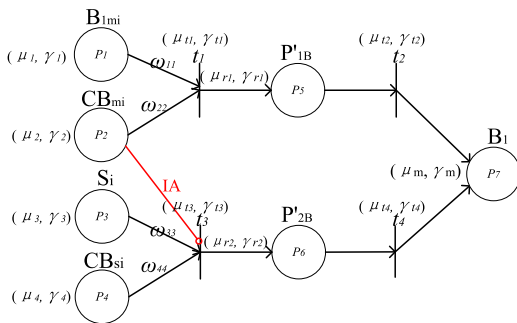 B1mi
(μ1, γ1)
P1
ω11
(μt1, γt1)
t1
(μr1, γr1)
P'1B
P5
(μt2, γt2)
t2
CBmi
(μ2, γ2)
P2
ω22
IA
B1
(μm, γm)
P7
Si
(μ3, γ3)
P3
ω33
(μt3, γt3)
t3
(μr2, γr2)
P'2B
P6
(μt4, γt4)
t4
CBsi
(μ4, γ4)
P4
ω44